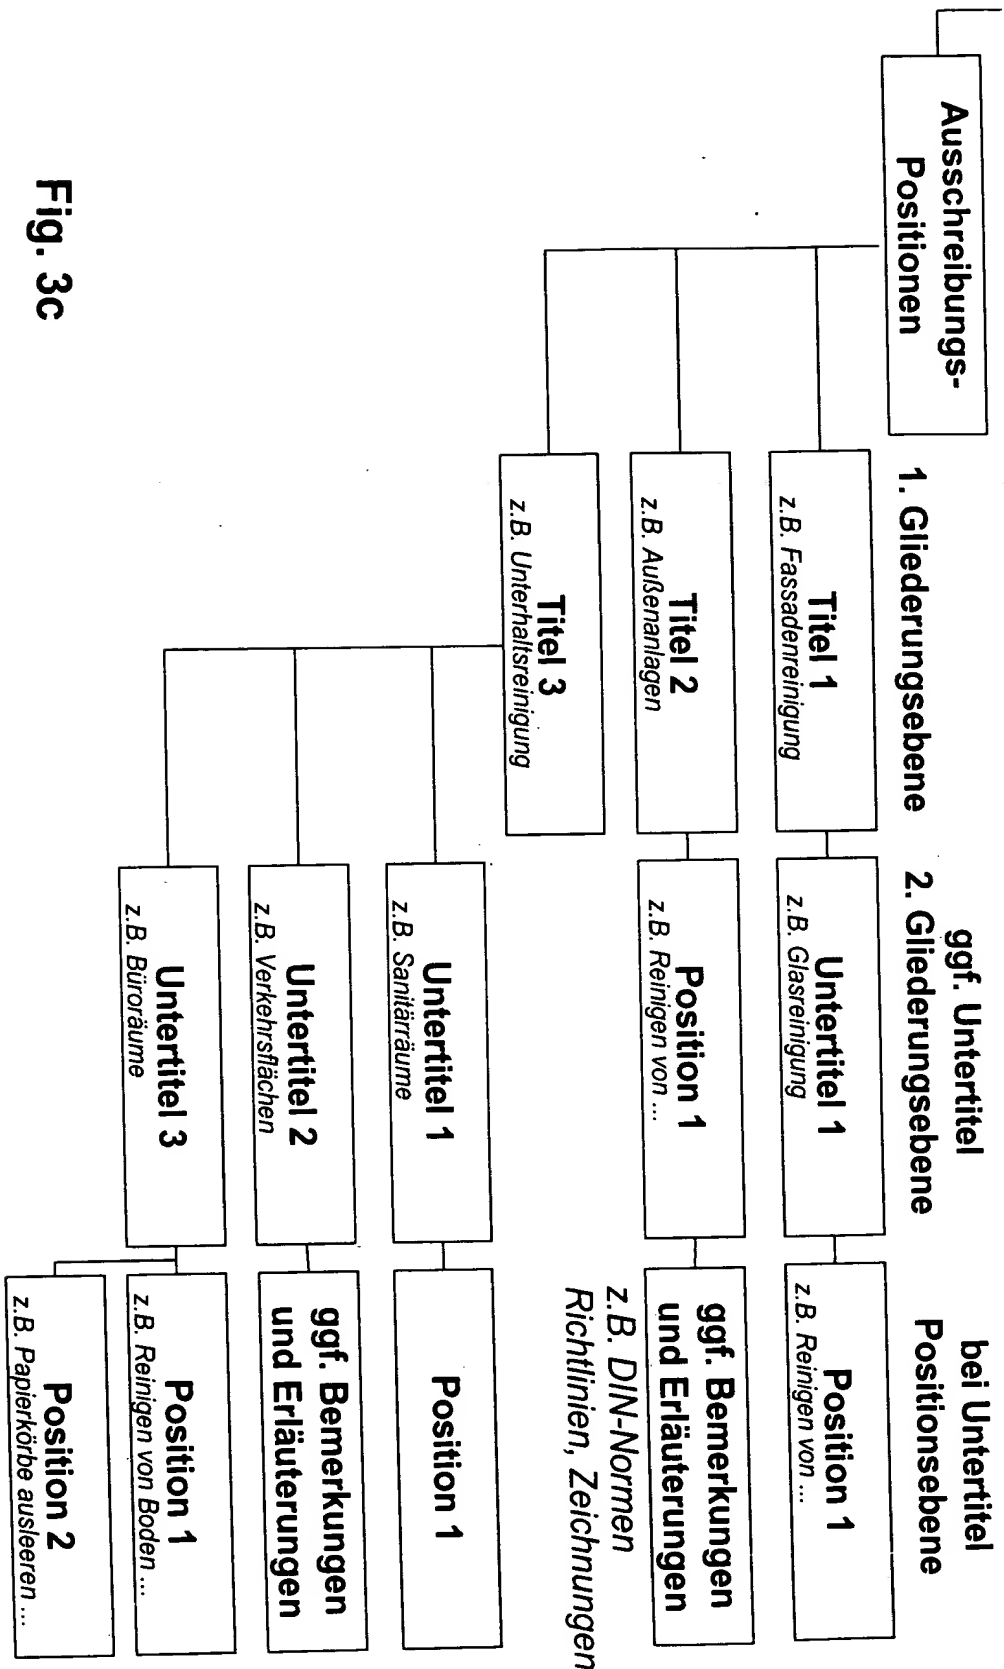 Ausschreibungs-
Positionen
1. Gliederungsebene
ggf. Untertitel
2. Gliederungsebene
bei Untertitel
Positionsebene
Titel 1
z.B. Fassadenreinigung
Untertitel 1
z.B. Glasreinigung
Position 1
z.B. Reinigen von ...
Titel 2
z.B. Außenanlagen
Position 1
z.B. Reinigen von ...
ggf. Bemerkungen
und Erläuterungen
z.B. DIN-Normen
Richtlinien, Zeichnungen
Titel 3
z.B. Unterhaltsreinigung
Untertitel 1
z.B. Sanitärräume
Position 1
Untertitel 2
z.B. Verkehrsflächen
ggf. Bemerkungen
und Erläuterungen
Untertitel 3
z.B. Büroräume
Position 1
z.B. Reinigen von Boden ...
Position 2
z.B. Papierkörbe ausleeren ...
Fig. 3c